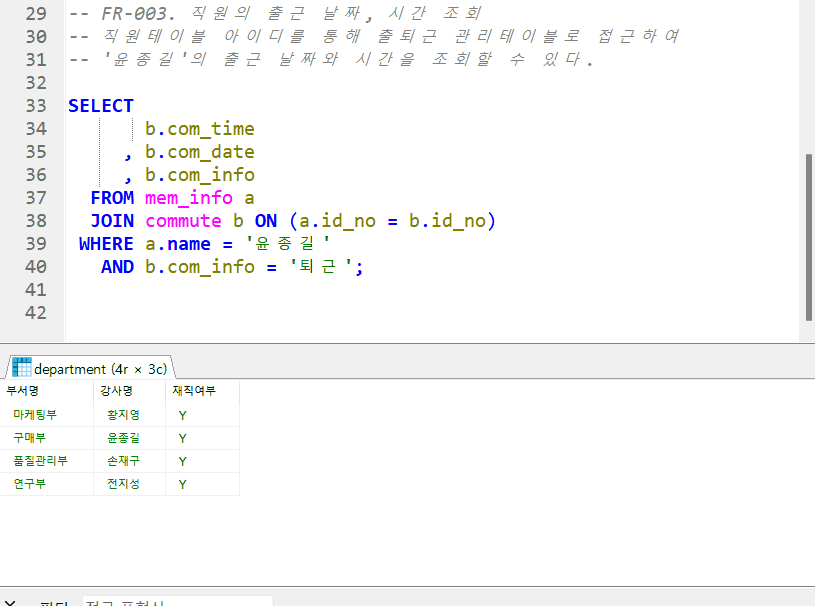 29 -- FR-003. 직원의 출근 날짜, 시간 조회
30 -- 직원테이블 아이디를 통해 출퇴근 관리테이블로 접근하여
31 -- '윤종길'의 출근 날짜와 시간을 조회할 수 있다.
32
33 SELECT
34 b.com_time
35 , b.com_date
36 , b.com_info
37 FROM mem_info a
38 JOIN commute b ON (a.id_no = b.id_no)
39 WHERE a.name = '윤종길'
40 AND b.com_info = '퇴근';
41
42
department (4r × 3c)
부서명 강사명 재직여부
마케팅부 황지영 Y
구매부 윤종길 Y
품질관리부 손재구 Y
연구부 전지성 Y